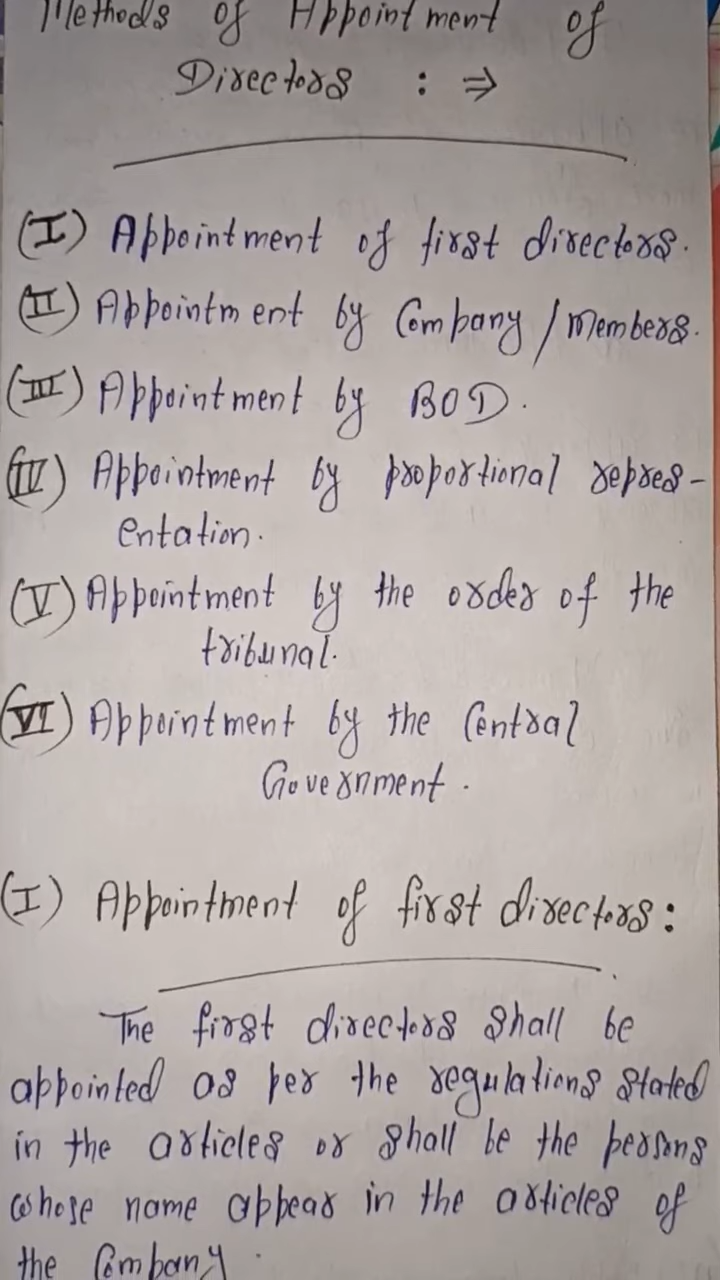 Methods of Appointment of
Directors : ⇒
(I) Appointment of first directors.
(II) Appointment by Company/Members.
(III) Appointment by BOD.
(IV) Appointment by proportional repres-
entation.
(V) Appointment by the order of the
tribunal.
(VI) Appointment by the Central
Government.
(I) Appointment of first directors:
The first directors shall be
appointed as per the regulations stated
in the articles or shall be the persons
whose name appear in the articles of
the Company.